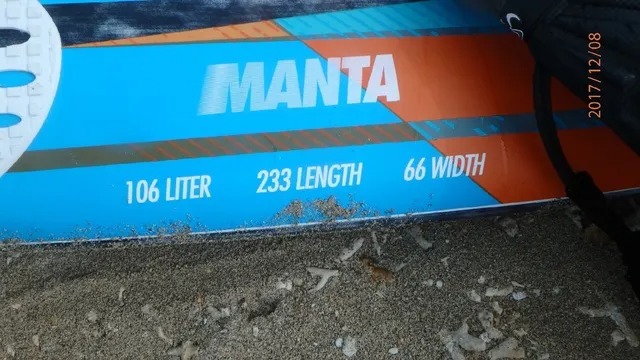 MANTA
106 LITER 233 LENGTH 66 WIDTH
2017/12/08